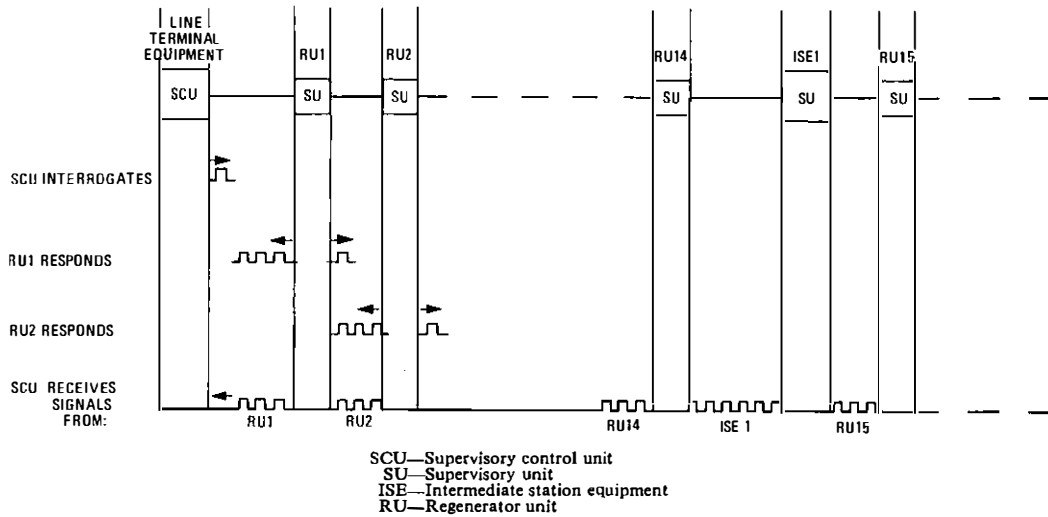 LINE
TERMINAL
EQUIPMENT
RU1
RU2
RU14
ISE1
RU15
SCU
SU
SU
SU
SU
SU
SCU INTERROGATES
RU1 RESPONDS
RU2 RESPONDS
SCU RECEIVES
SIGNALS
FROM:
RU1
RU2
RU14
ISE 1
RU15
SCU—Supervisory control unit
SU—Supervisory unit
ISE—Intermediate station equipment
RU—Regenerator unit